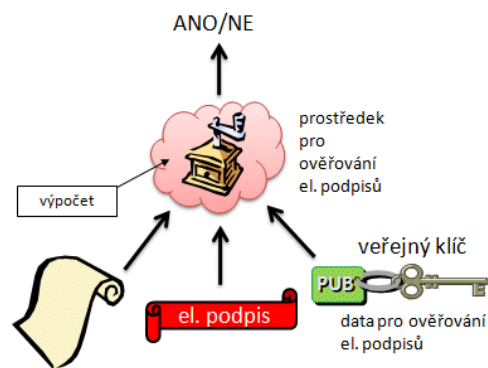 ANO/NE
prostředek
pro
ověřování
el. podpisů
výpočet
veřejný klíč
PUB
el. podpis
data pro ověřování
el. podpisů